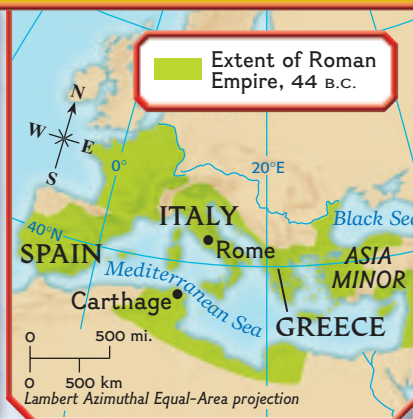 Extent of Roman
Empire, 44 B.C.
N
W
E
S
0°
20°E
40°N
ITALY
Rome
Black Sea
SPAIN
Mediterranean Sea
ASIA
MINOR
Carthage
GREECE
0 500 mi.
0 500 km
Lambert Azimuthal Equal-Area projection